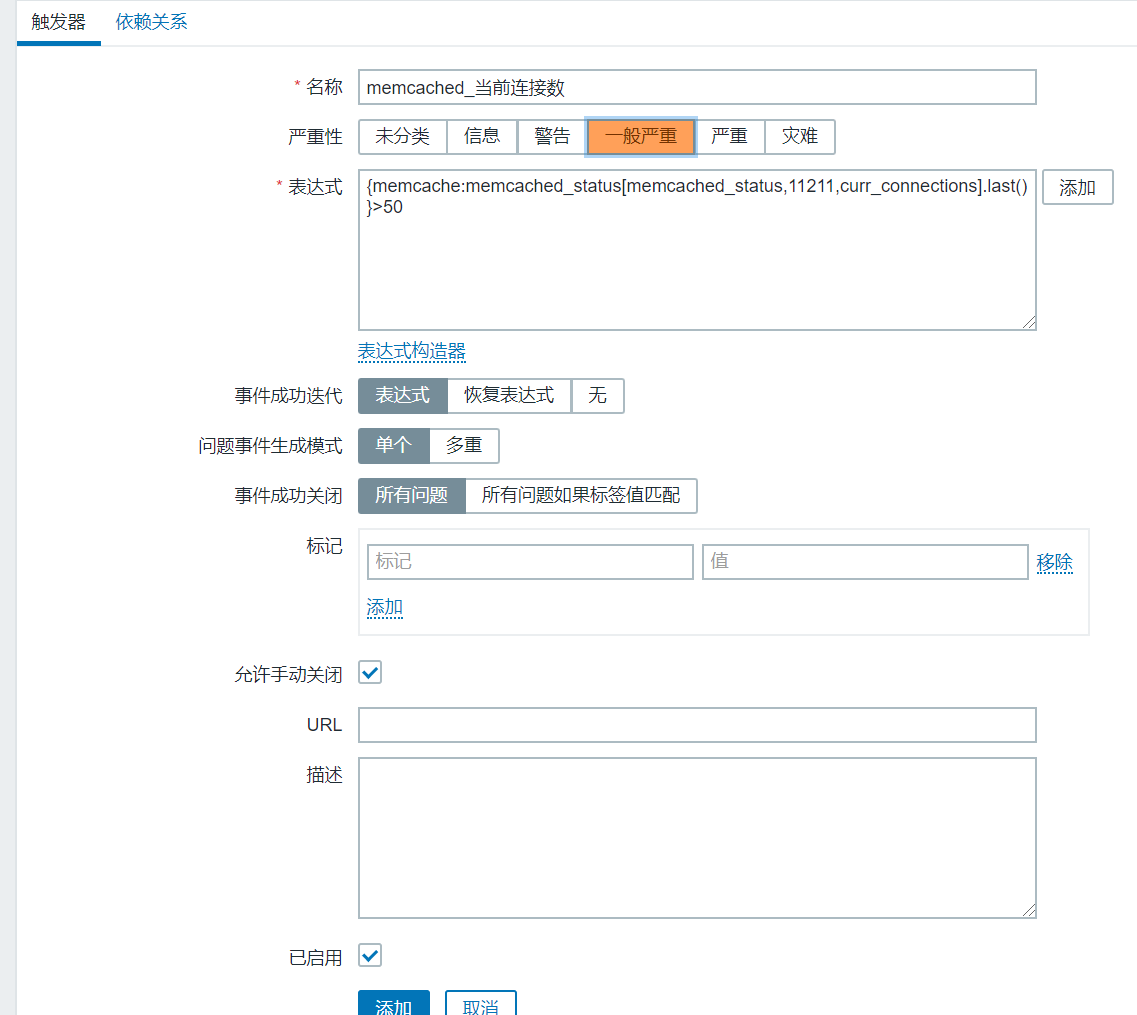 触发器 依赖关系
* 名称 memcached_当前连接数
严重性 未分类 信息 警告 一般严重 严重 灾难
* 表达式 {memcache:memcached_status[memcached_status,11211,curr_connections].last() 添加
}>50
表达式构造器
事件成功迭代 表达式 恢复表达式 无
问题事件生成模式 单个 多重
事件成功关闭 所有问题 所有问题如果标签值匹配
标记 标记 值 移除
添加
允许手动关闭
URL
描述
已启用
添加 取消